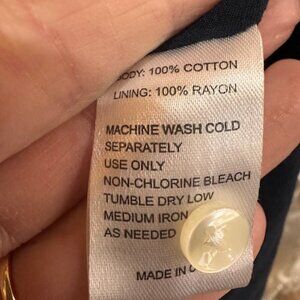 BODY: 100% COTTON
LINING: 100% RAYON
MACHINE WASH COLD
SEPARATELY
USE ONLY
NON-CHLORINE BLEACH
TUMBLE DRY LOW
MEDIUM IRON
AS NEEDED
MADE IN